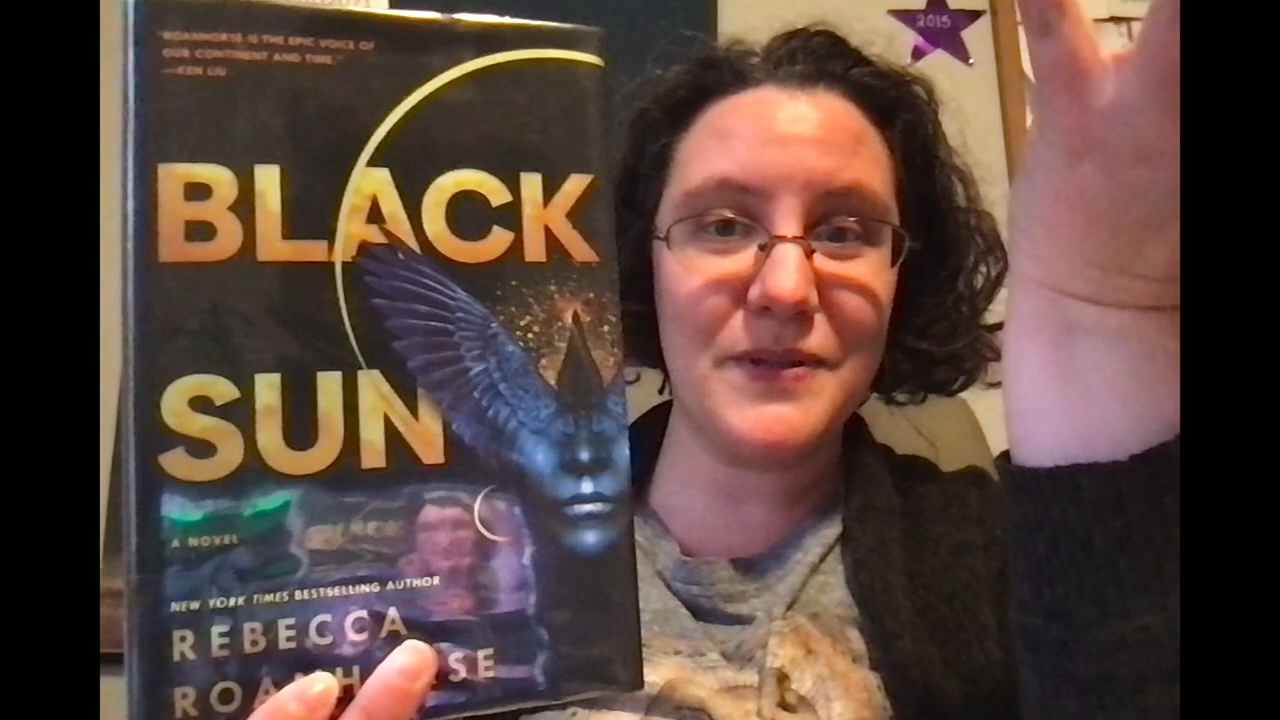 "ROANHORSE IS THE EPIC VOICE OF
OUR CONTINENT AND TIME."
—KEN LIU
BLACK
SUN
A NOVEL
NEW YORK TIMES BESTSELLING AUTHOR
REBECCA
ROANHORSE
2015